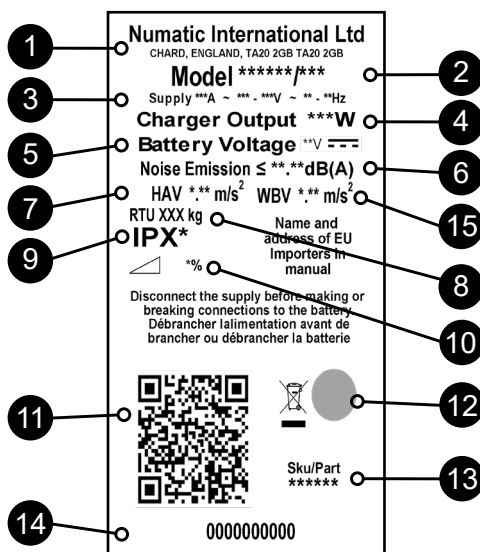 Numatic International Ltd
CHARD, ENGLAND, TA20 2GB TA20 2GB
1
Model ******/***
2
3
Supply ***A ~ *** - ***V ~ ** - **Hz
Charger Output ***W
4
5
Battery Voltage **V
Noise Emission ≤ **.**dB(A)
6
7
HAV *.** m/s² WBV *.** m/s²
15
RTU XXX kg
8
9
IPX*
Name and
address of EU
Importers in
manual
*%
10
Disconnect the supply before making or
breaking connections to the battery
Débrancher lalimentation avant de
brancher ou débrancher la batterie
11
12
Sku/Part
******
13
14
0000000000